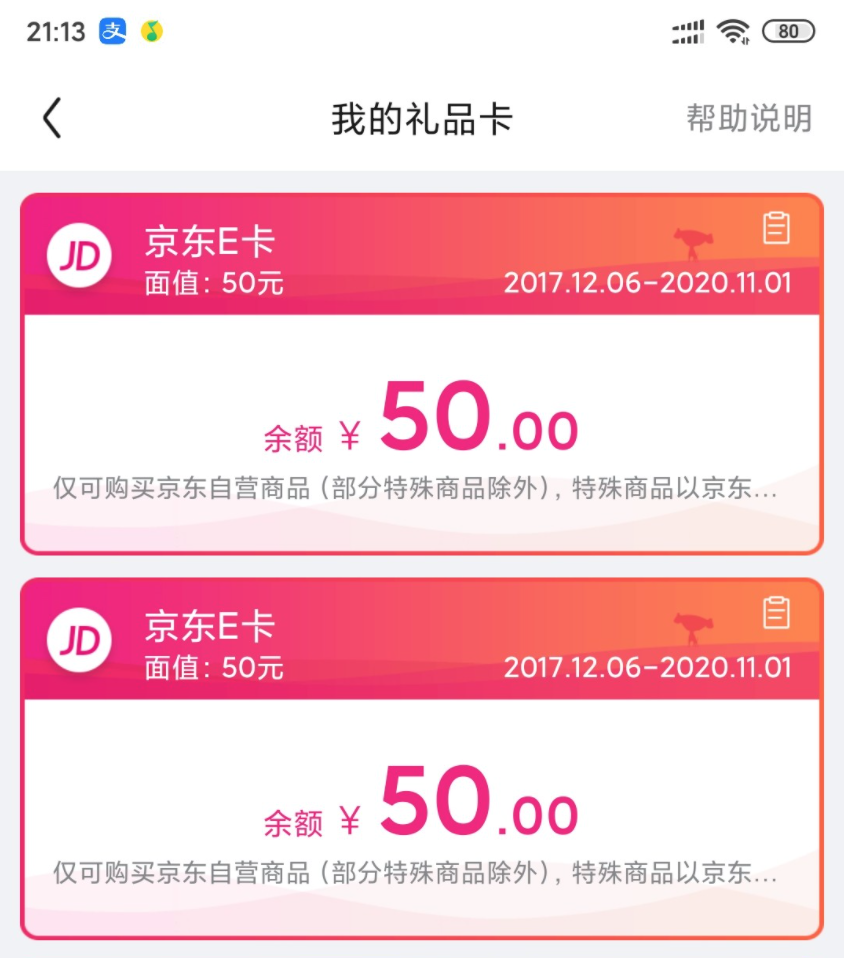 21:13 支 80
我的礼品卡 帮助说明
JD 京东E卡
面值：50元 2017.12.06-2020.11.01
余额 ¥ 50.00
仅可购买京东自营商品（部分特殊商品除外），特殊商品以京东...
JD 京东E卡
面值：50元 2017.12.06-2020.11.01
余额 ¥ 50.00
仅可购买京东自营商品（部分特殊商品除外），特殊商品以京东...